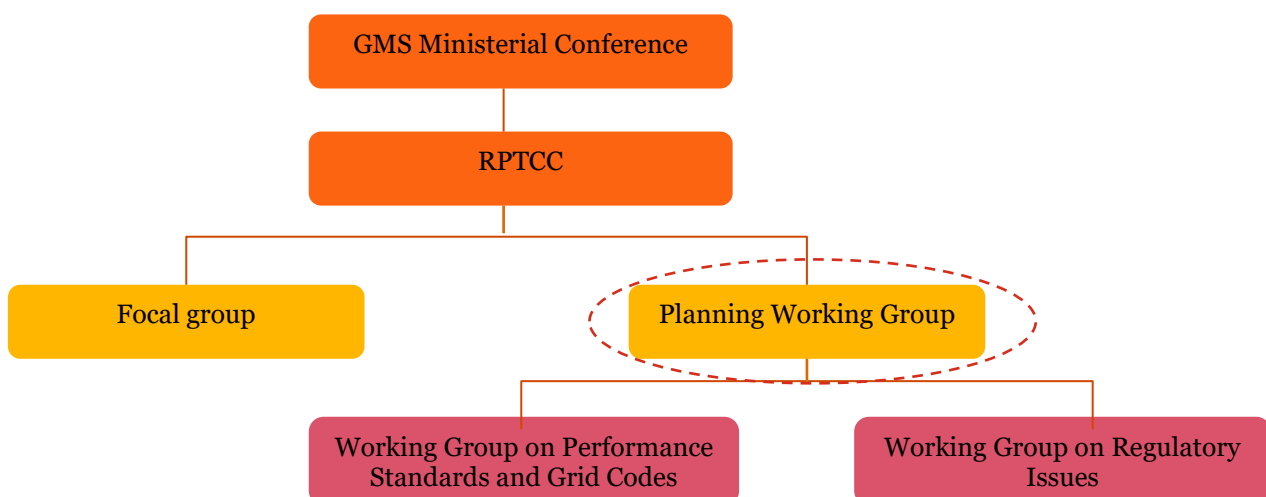 GMS Ministerial Conference
RPTCC
Focal group
Planning Working Group
Working Group on Performance
Standards and Grid Codes
Working Group on Regulatory
Issues